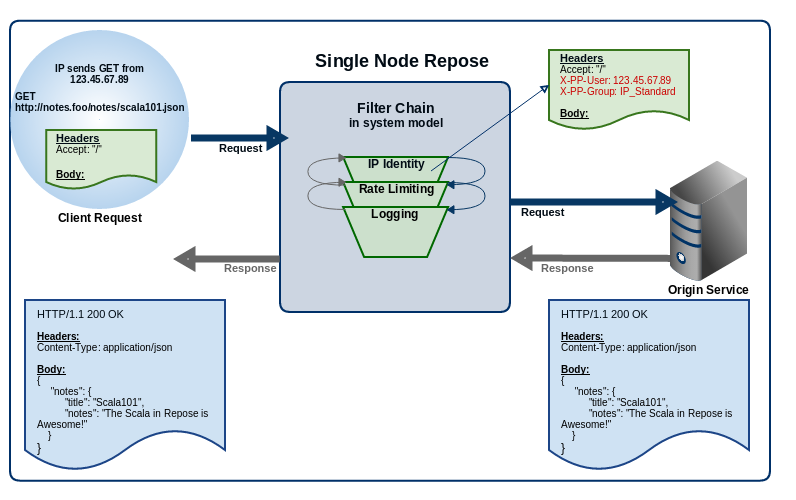 IP sends GET from
123.45.67.89
GET
http://notes.foo/notes/scala101.json
Headers
Accept: "/"
Body:
Client Request
Single Node Repose
Filter Chain
in system model
IP Identity
Rate Limiting
Logging
Request
Response
Headers
Accept: "/"
X-PP-User: 123.45.67.89
X-PP-Group: IP_Standard
Body:
Request
Response
Origin Service
HTTP/1.1 200 OK
Headers:
Content-Type: application/json
Body:
{
"notes": {
"title": "Scala101",
"notes": "The Scala in Repose is
Awesome!"
}
}
HTTP/1.1 200 OK
Headers:
Content-Type: application/json
Body:
{
"notes": {
"title": "Scala101",
"notes": "The Scala in Repose is
Awesome!"
}
}